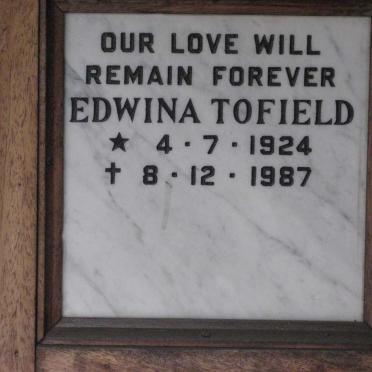 OUR LOVE WILL
REMAIN FOREVER
EDWINA TOFIELD
★ 4 · 7 · 1924
✝ 8 · 12 · 1987